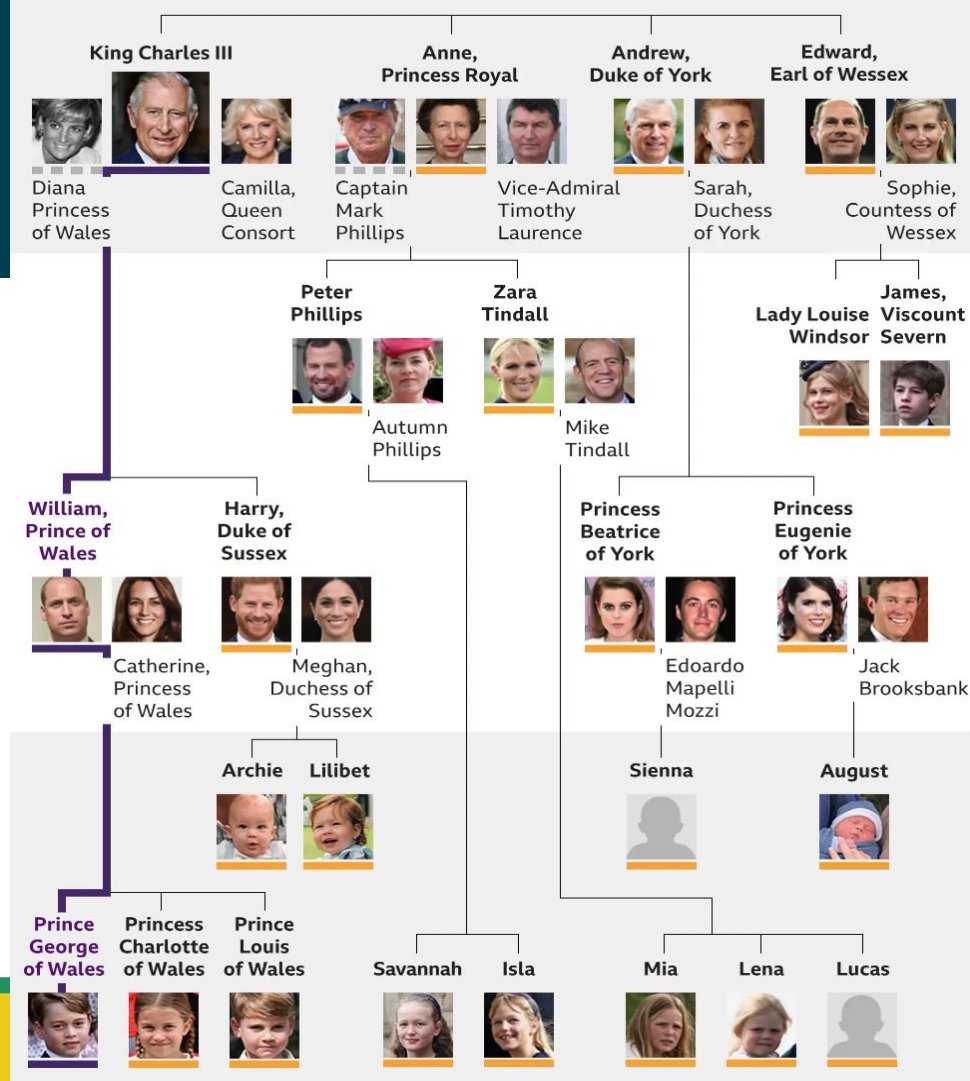 King Charles III
Anne,
Princess Royal
Andrew,
Duke of York
Edward,
Earl of Wessex
Diana
Princess
of Wales
Camilla,
Queen
Consort
Captain
Mark
Phillips
Vice-Admiral
Timothy
Laurence
Sarah,
Duchess
of York
Sophie,
Countess of
Wessex
Peter
Phillips
Zara
Tindall
Lady Louise
Windsor
James,
Viscount
Severn
Autumn
Phillips
Mike
Tindall
William,
Prince of
Wales
Harry,
Duke of
Sussex
Princess
Beatrice
of York
Princess
Eugenie
of York
Catherine,
Princess
of Wales
Meghan,
Duchess of
Sussex
Edoardo
Mapelli
Mozzi
Jack
Brooksbank
Archie
Lilibet
Sienna
August
Prince
George
of Wales
Princess
Charlotte
of Wales
Prince
Louis
of Wales
Savannah
Isla
Mia
Lena
Lucas